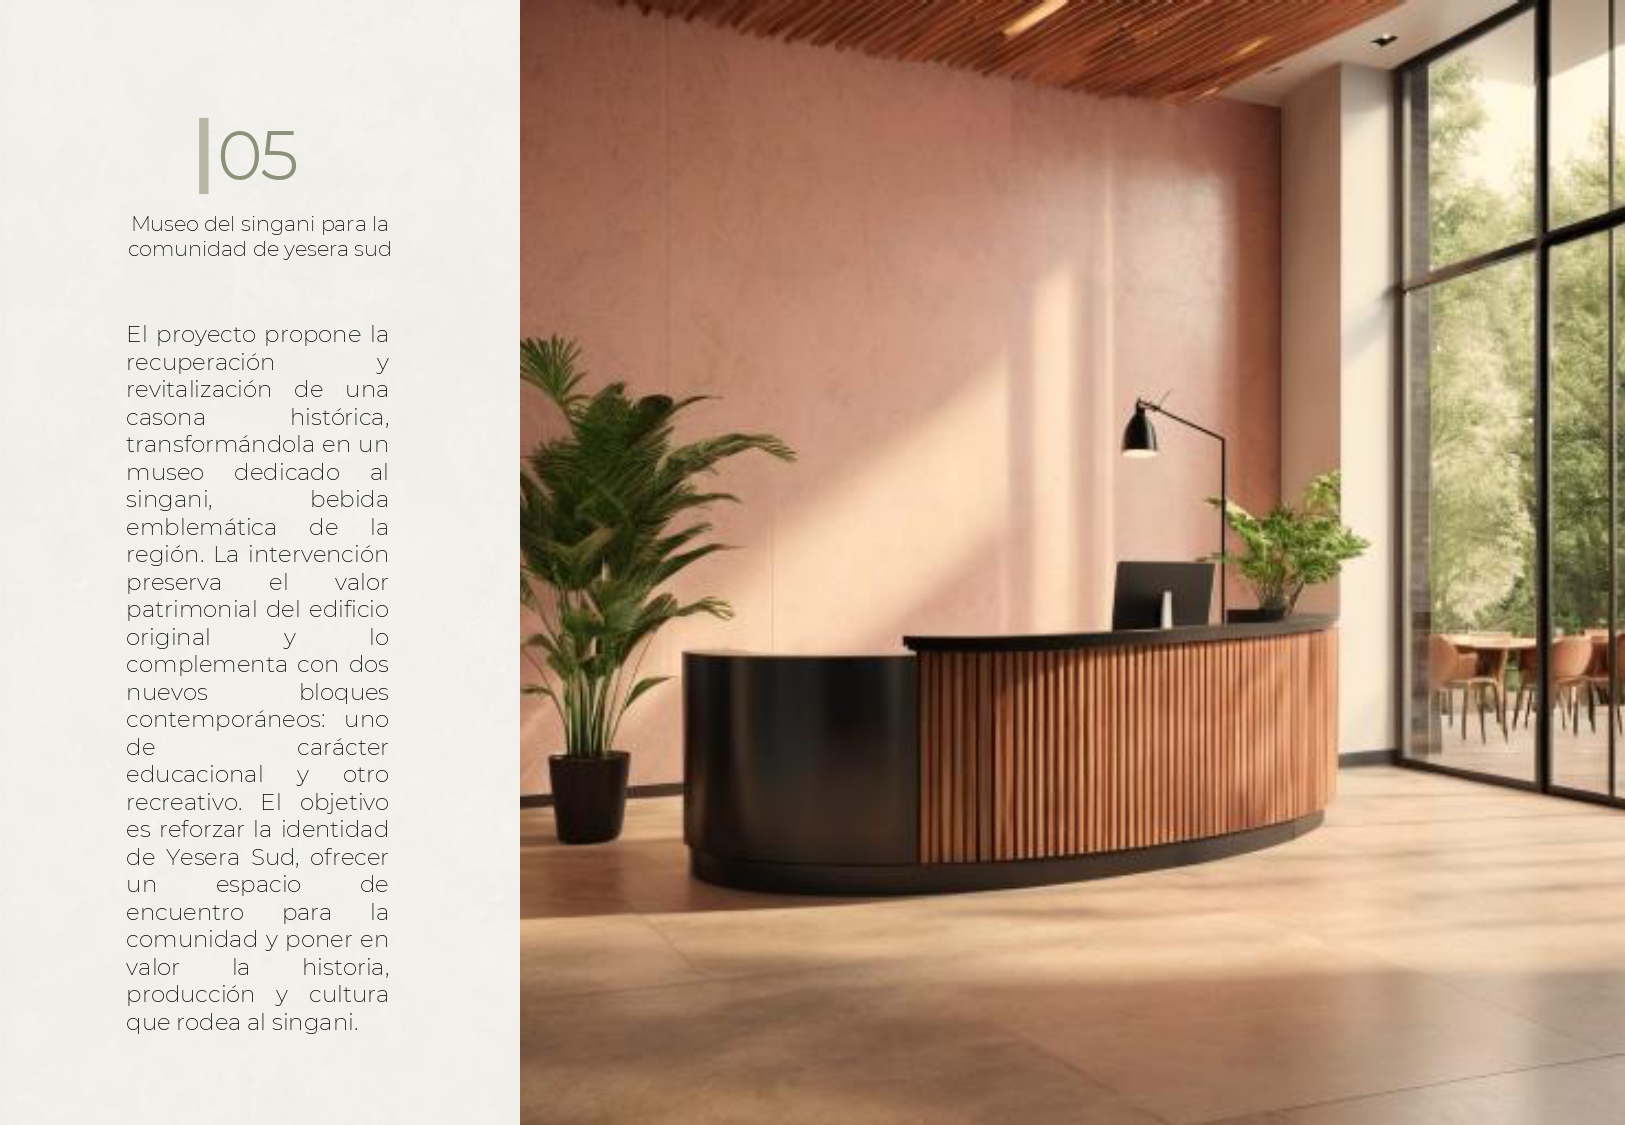 05
Museo del singani para la
comunidad de yesera sud
El proyecto propone la
recuperación y
revitalización de una
casona histórica,
transformándola en un
museo dedicado al
singani, bebida
emblemática de la
región. La intervención
preserva el valor
patrimonial del edificio
original y lo
complementa con dos
nuevos bloques
contemporáneos: uno
de carácter
educacional y otro
recreativo. El objetivo
es reforzar la identidad
de Yesera Sud, ofrecer
un espacio de
encuentro para la
comunidad y poner en
valor la historia,
producción y cultura
que rodea al singani.